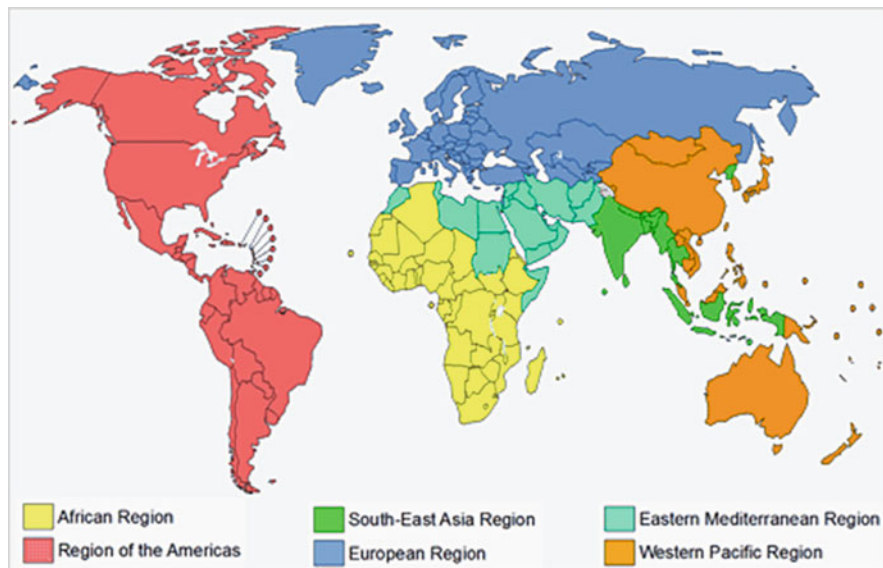 African Region
South-East Asia Region
Eastern Mediterranean Region
Region of the Americas
European Region
Western Pacific Region